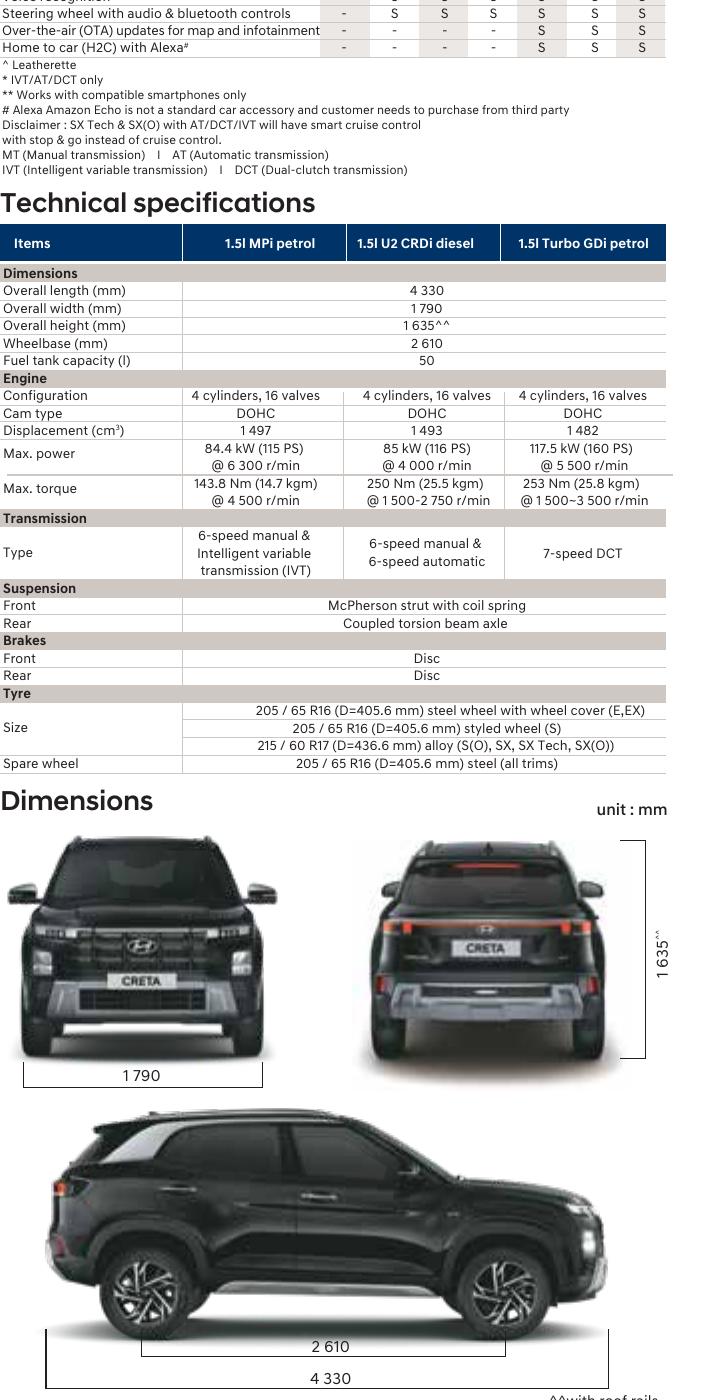 Steering wheel with audio & bluetooth controls - S S S S S S
Over-the-air (OTA) updates for map and infotainment - - - - S S S
Home to car (H2C) with Alexa# - - - - S S S
^ Leatherette
* IVT/AT/DCT only
** Works with compatible smartphones only
# Alexa Amazon Echo is not a standard car accessory and customer needs to purchase from third party
Disclaimer : SX Tech & SX(O) with AT/DCT/IVT will have smart cruise control
with stop & go instead of cruise control.
MT (Manual transmission) I AT (Automatic transmission)
IVT (Intelligent variable transmission) I DCT (Dual-clutch transmission)
Technical specifications
Items 1.5l MPi petrol 1.5l U2 CRDi diesel 1.5l Turbo GDi petrol
Dimensions
Overall length (mm) 4 330
Overall width (mm) 1 790
Overall height (mm) 1 635^^
Wheelbase (mm) 2 610
Fuel tank capacity (l) 50
Engine
Configuration 4 cylinders, 16 valves 4 cylinders, 16 valves 4 cylinders, 16 valves
Cam type DOHC DOHC DOHC
Displacement (cm³) 1 497 1 493 1 482
Max. power 84.4 kW (115 PS) 85 kW (116 PS) 117.5 kW (160 PS)
@ 6 300 r/min @ 4 000 r/min @ 5 500 r/min
Max. torque 143.8 Nm (14.7 kgm) 250 Nm (25.5 kgm) 253 Nm (25.8 kgm)
@ 4 500 r/min @ 1 500-2 750 r/min @ 1 500~3 500 r/min
Transmission
Type 6-speed manual & Intelligent variable transmission (IVT) 6-speed manual & 6-speed automatic 7-speed DCT
Suspension
Front McPherson strut with coil spring
Rear Coupled torsion beam axle
Brakes
Front Disc
Rear Disc
Tyre
Size 205 / 65 R16 (D=405.6 mm) steel wheel with wheel cover (E,EX)
205 / 65 R16 (D=405.6 mm) styled wheel (S)
215 / 60 R17 (D=436.6 mm) alloy (S(O), SX, SX Tech, SX(O))
Spare wheel 205 / 65 R16 (D=405.6 mm) steel (all trims)
Dimensions
unit : mm
CRETA
CRETA
1 635^^
1 790
2 610
4 330
^^with roof rails